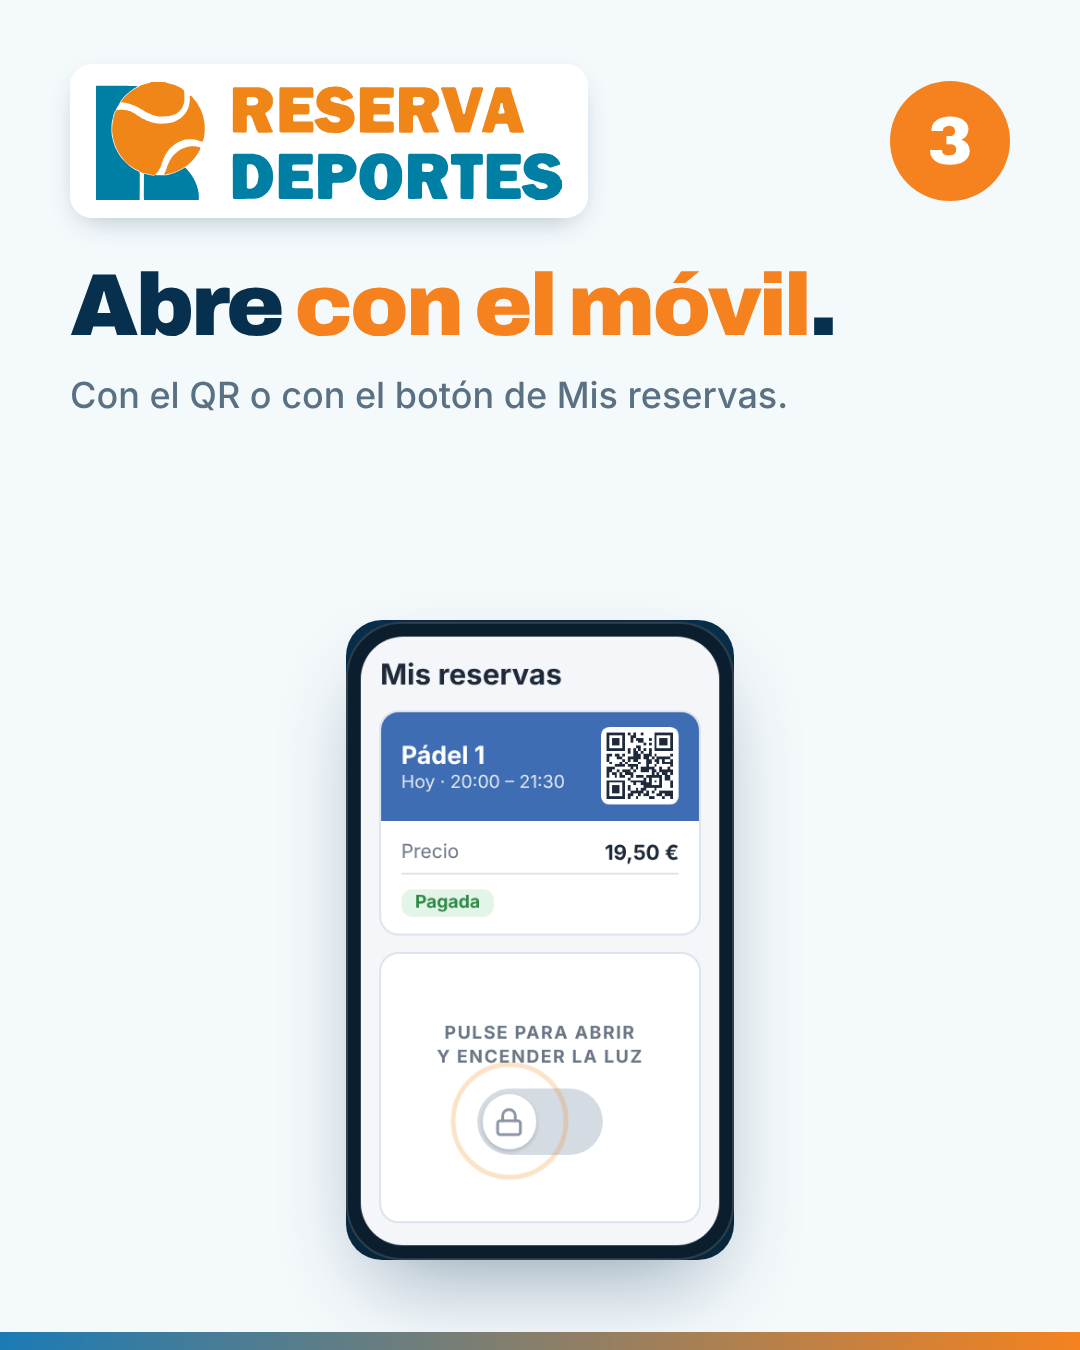 RESERVA
DEPORTES
3
Abre con el móvil.
Con el QR o con el botón de Mis reservas.
Mis reservas
Pádel 1
Hoy · 20:00 – 21:30
Precio 19,50 €
Pagada
PULSE PARA ABRIR
Y ENCENDER LA LUZ